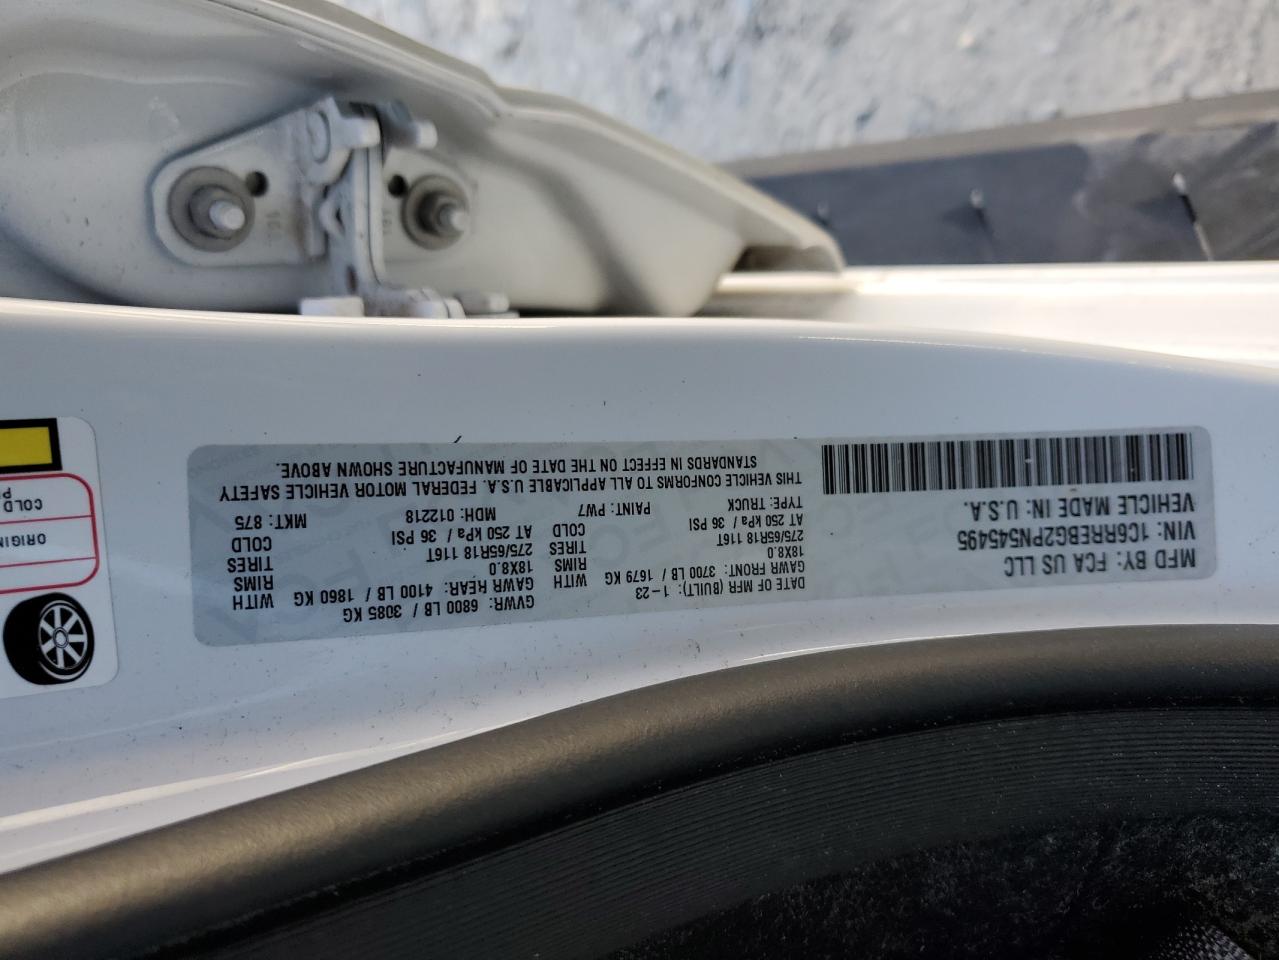 MFD BY: FCA US LLC
VIN: 1C6RREBG2PN545495
VEHICLE MADE IN: U.S.A.
DATE OF MFR (BUILT): 1-23
GVWR: 6800 LB / 3085 KG
GAWR FRONT: 3700 LB / 1679 KG WITH
GAWR REAR: 4100 LB / 1860 KG WITH
18X8.0 RIMS
18X8.0 RIMS
275/65R18 116T TIRES
275/65R18 116T TIRES
AT 250 kPa / 36 PSI COLD
AT 250 kPa / 36 PSI COLD
TYPE: TRUCK PAINT: PW7 MDH: 012218 MKT: 875
THIS VEHICLE CONFORMS TO ALL APPLICABLE U.S.A. FEDERAL MOTOR VEHICLE SAFETY
STANDARDS IN EFFECT ON THE DATE OF MANUFACTURE SHOWN ABOVE.
ORIGIN
COLD